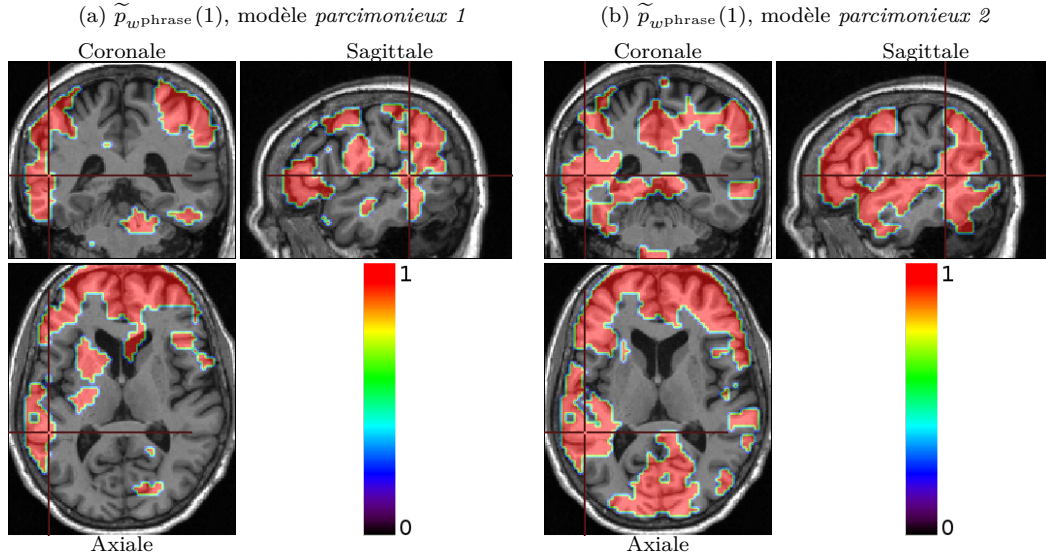 (a) p̃_{w^{phrase}}(1), modèle parcimonieux 1
Coronale Sagittale
1
0
Axiale
(b) p̃_{w^{phrase}}(1), modèle parcimonieux 2
Coronale Sagittale
1
0
Axiale